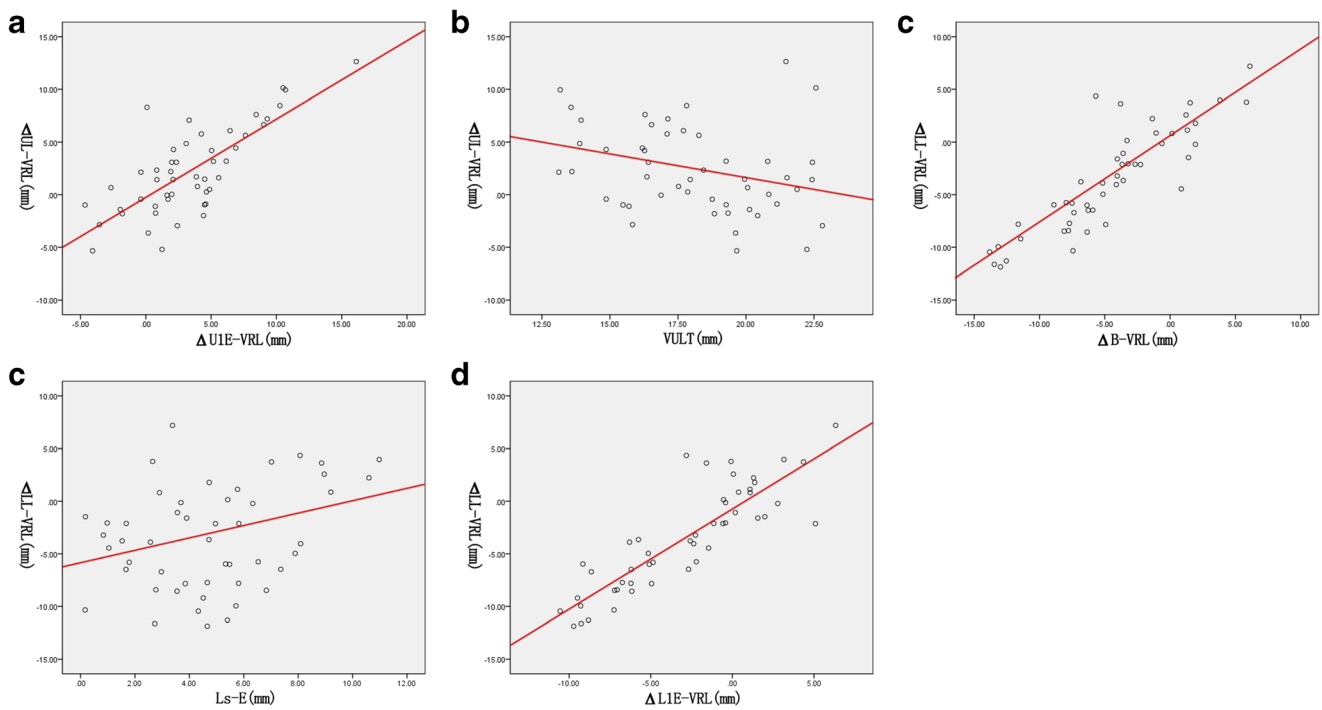 a
15.00
10.00
5.00
.00
-5.00
-10.00
ΔUL-VRL(mm)
-5.00 .00 5.00 10.00 15.00 20.00
ΔU1E-VRL(mm)
b
15.00
10.00
5.00
.00
-5.00
-10.00
ΔUL-VRL(mm)
12.50 15.00 17.50 20.00 22.50
VULT(mm)
c
10.00
5.00
.00
-5.00
-10.00
-15.00
ΔLL-VRL(mm)
-15.00 -10.00 -5.00 .00 5.00 10.00
ΔB-VRL(mm)
c
10.00
5.00
.00
-5.00
-10.00
-15.00
ΔLL-VRL(mm)
.00 2.00 4.00 6.00 8.00 10.00 12.00
Ls-E(mm)
d
10.00
5.00
.00
-5.00
-10.00
-15.00
ΔLL-VRL(mm)
-10.00 -5.00 .00 5.00
ΔL1E-VRL(mm)